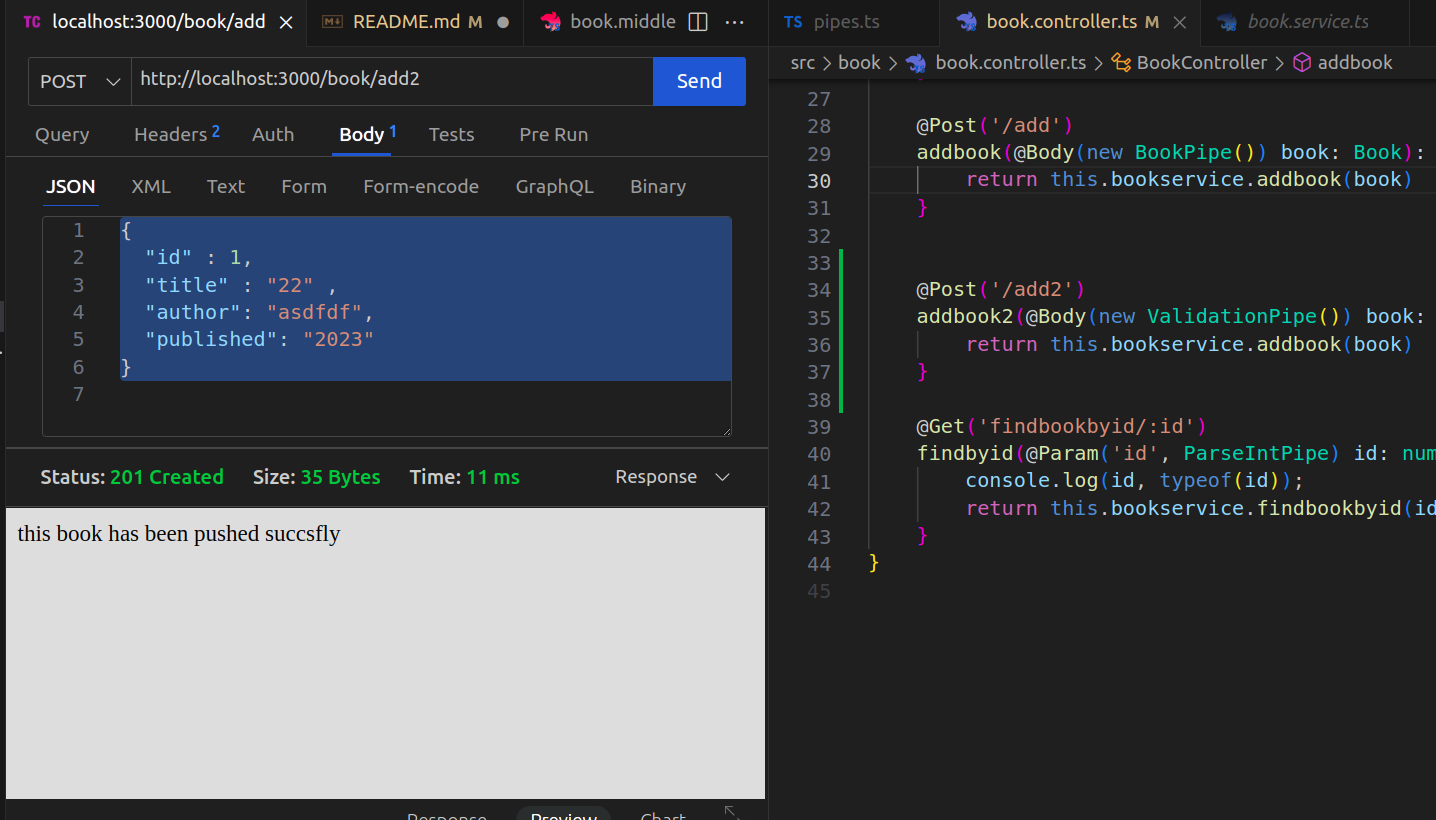 TC localhost:3000/book/add
README.md M
book.middle
POST
http://localhost:3000/book/add2
Send
Query Headers 2 Auth Body 1 Tests Pre Run
JSON XML Text Form Form-encode GraphQL Binary
1 {
2 "id" : 1,
3 "title" : "22" ,
4 "author": "asdfdf",
5 "published": "2023"
6 }
7
Status: 201 Created Size: 35 Bytes Time: 11 ms Response
this book has been pushed succsfly
Response Preview Chart
TS pipes.ts
book.controller.ts M
book.service.ts
src > book > book.controller.ts > BookController > addbook
27
28 @Post('/add')
29 addbook(@Body(new BookPipe()) book: Book):
30 return this.bookservice.addbook(book)
31 }
32
33
34 @Post('/add2')
35 addbook2(@Body(new ValidationPipe()) book:
36 return this.bookservice.addbook(book)
37 }
38
39 @Get('findbookbyid/:id')
40 findbyid(@Param('id', ParseIntPipe) id: num
41 console.log(id, typeof(id));
42 return this.bookservice.findbookbyid(id
43 }
44 }
45